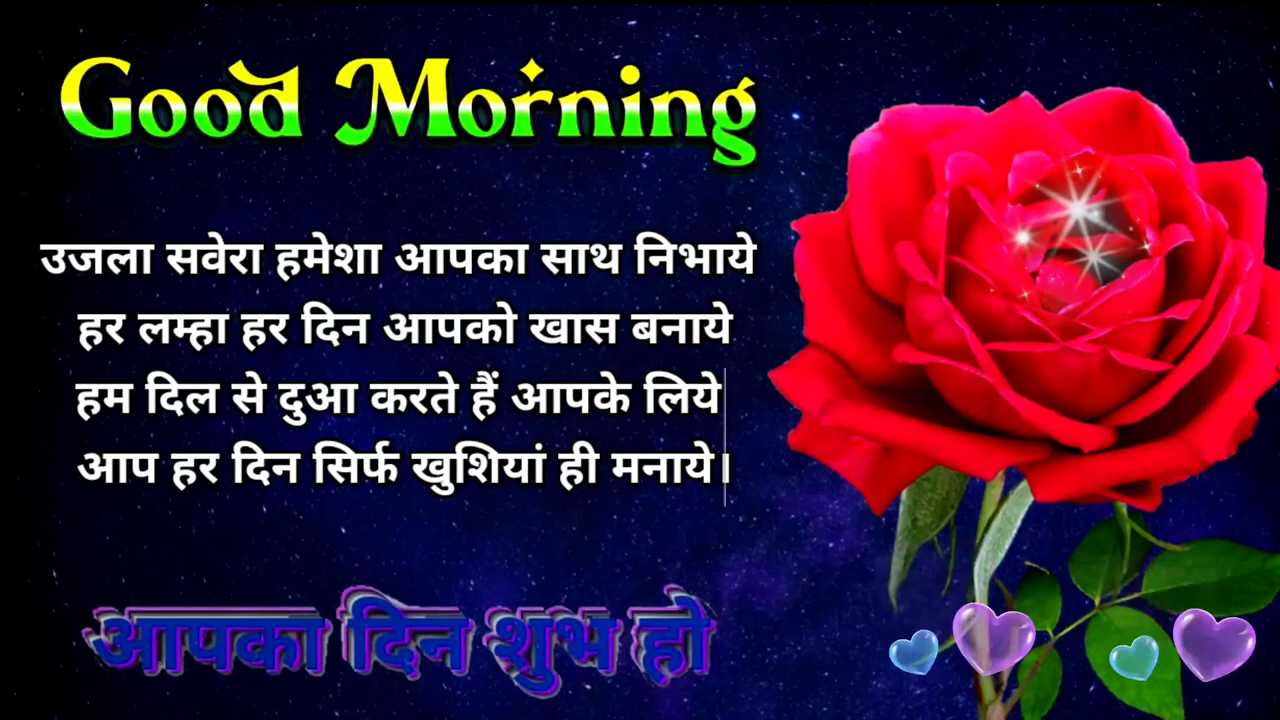 Good Morning
उजला सवेरा हमेशा आपका साथ निभाये
हर लम्हा हर दिन आपको खास बनाये
हम दिल से दुआ करते हैं आपके लिये
आप हर दिन सिर्फ खुशियां ही मनाये।
आपका दिन शुभ हो